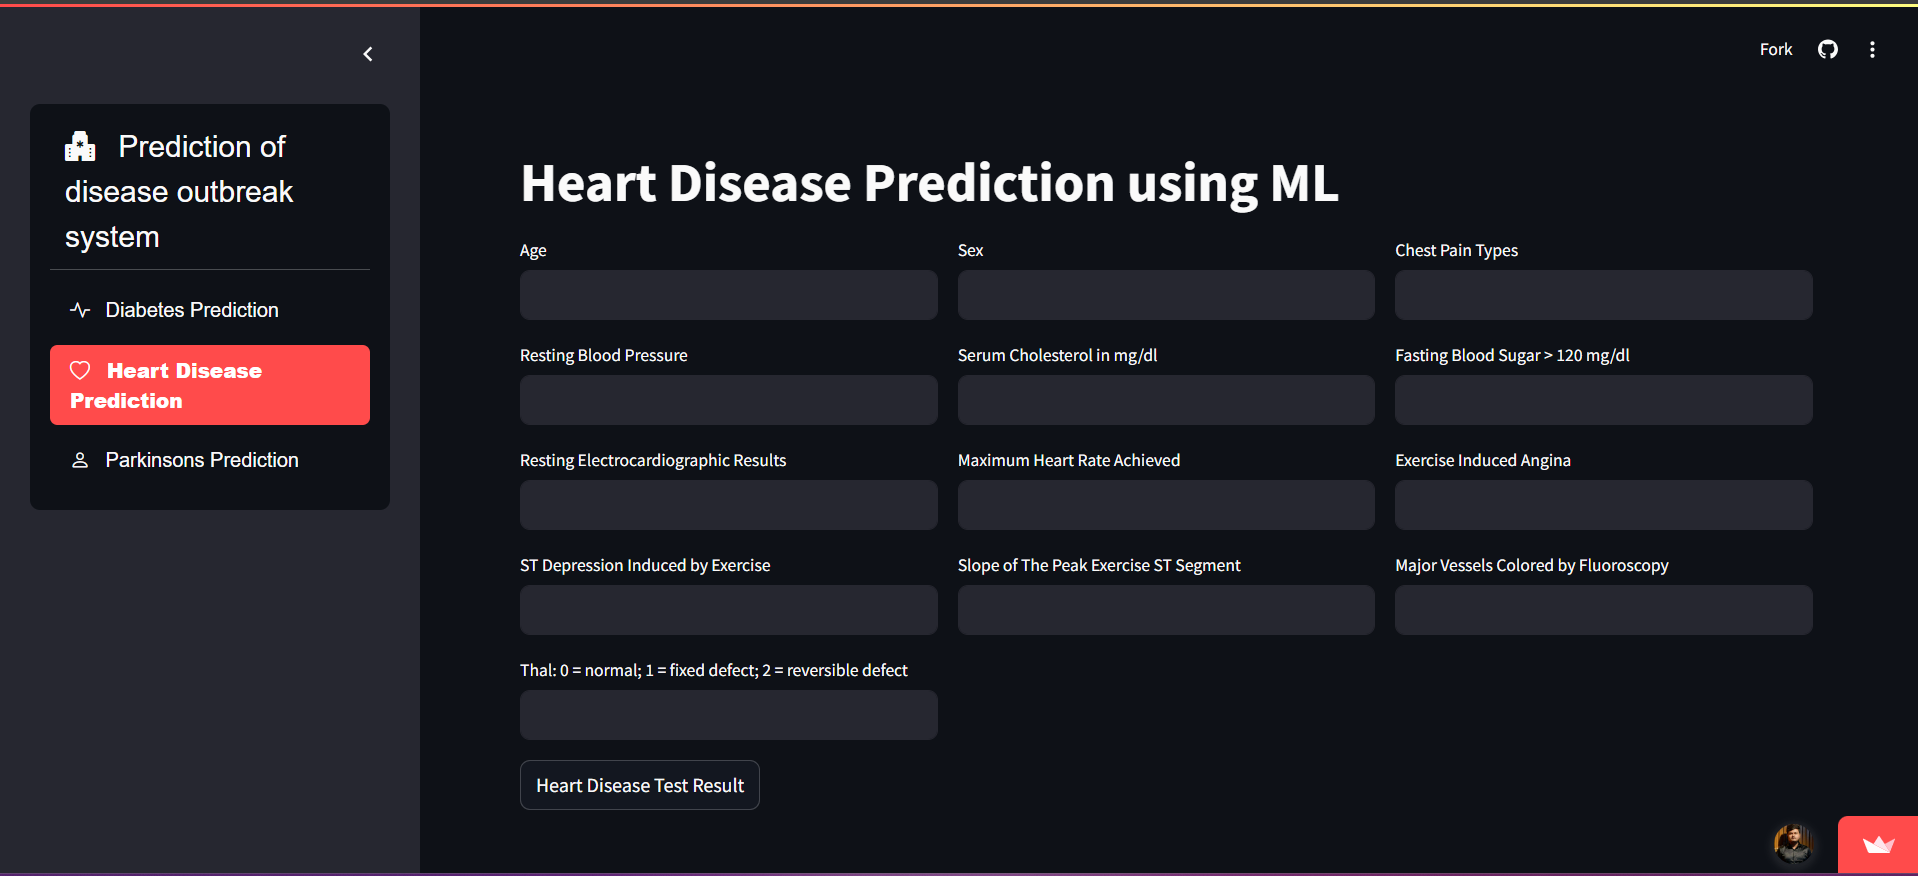 Fork
Prediction of
disease outbreak
system
Diabetes Prediction
Heart Disease
Prediction
Parkinsons Prediction
Heart Disease Prediction using ML
Age
Sex
Chest Pain Types
Resting Blood Pressure
Serum Cholesterol in mg/dl
Fasting Blood Sugar > 120 mg/dl
Resting Electrocardiographic Results
Maximum Heart Rate Achieved
Exercise Induced Angina
ST Depression Induced by Exercise
Slope of The Peak Exercise ST Segment
Major Vessels Colored by Fluoroscopy
Thal: 0 = normal; 1 = fixed defect; 2 = reversible defect
Heart Disease Test Result